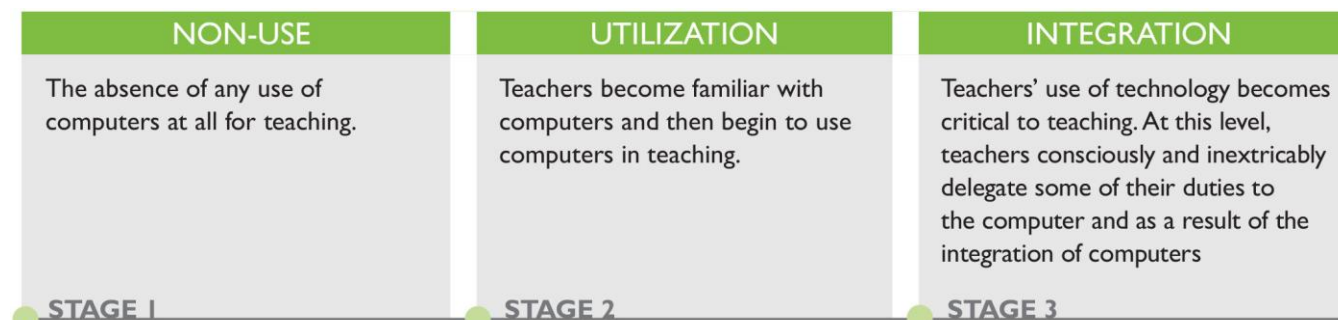 NON-USE
The absence of any use of
computers at all for teaching.
STAGE 1
UTILIZATION
Teachers become familiar with
computers and then begin to use
computers in teaching.
STAGE 2
INTEGRATION
Teachers’ use of technology becomes
critical to teaching. At this level,
teachers consciously and inextricably
delegate some of their duties to
the computer and as a result of the
integration of computers
STAGE 3